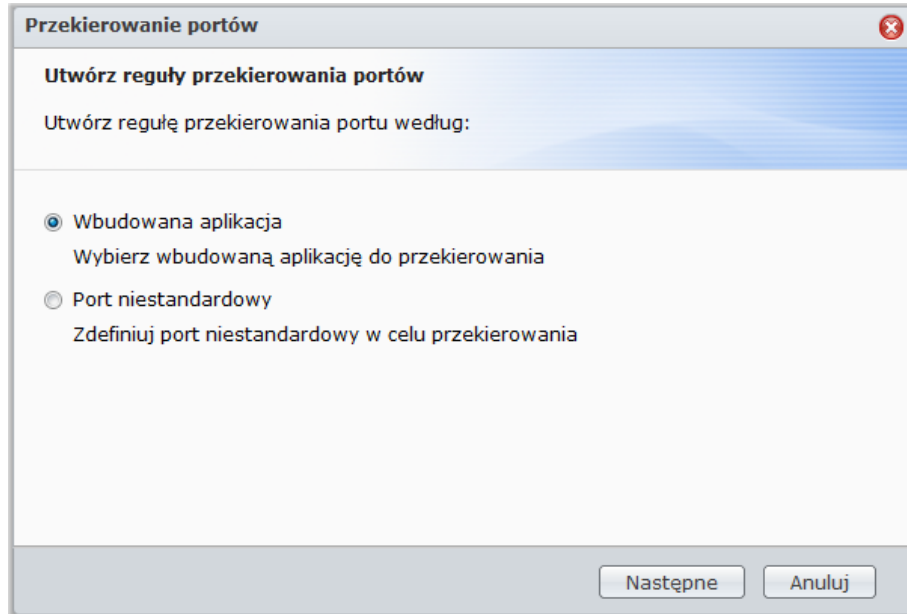 Przekierowanie portów
Utwórz reguły przekierowania portów
Utwórz regułę przekierowania portu według:
Wbudowana aplikacja
Wybierz wbudowaną aplikację do przekierowania
Port niestandardowy
Zdefiniuj port niestandardowy w celu przekierowania
Następne Anuluj